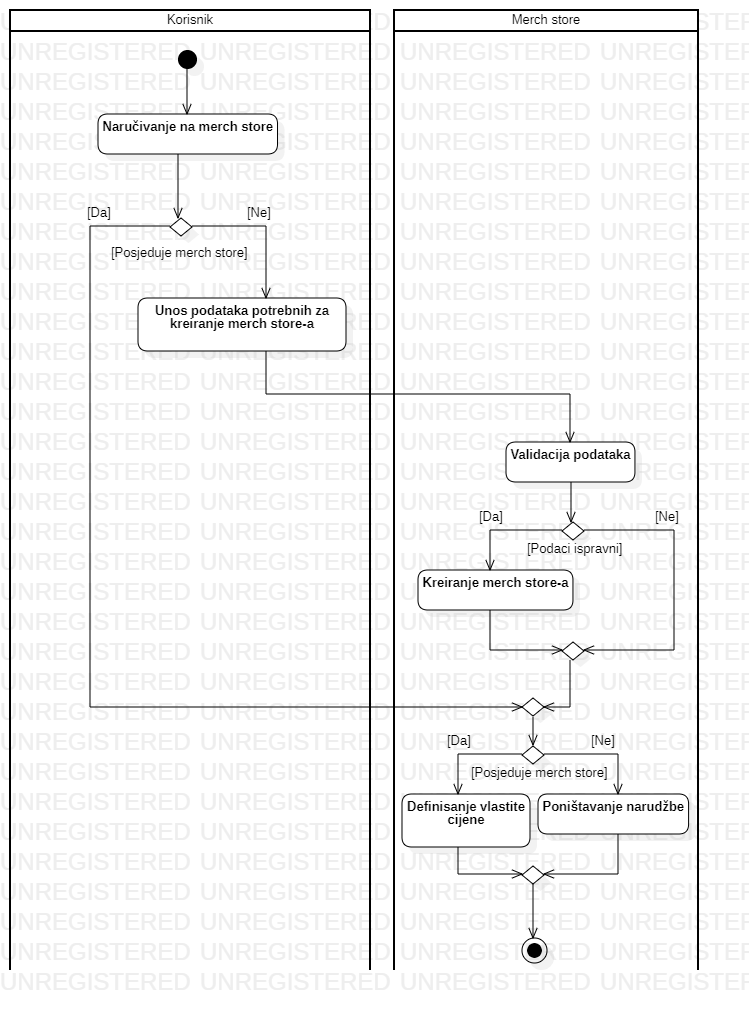 Korisnik
Merch store
Naručivanje na merch store
[Da]
[Ne]
[Posjeduje merch store]
Unos podataka potrebnih za
kreiranje merch store-a
Validacija podataka
[Da]
[Ne]
[Podaci ispravni]
Kreiranje merch store-a
[Da]
[Ne]
[Posjeduje merch store]
Definisanje vlastite
cijene
Poništavanje narudžbe
UNREGISTERED